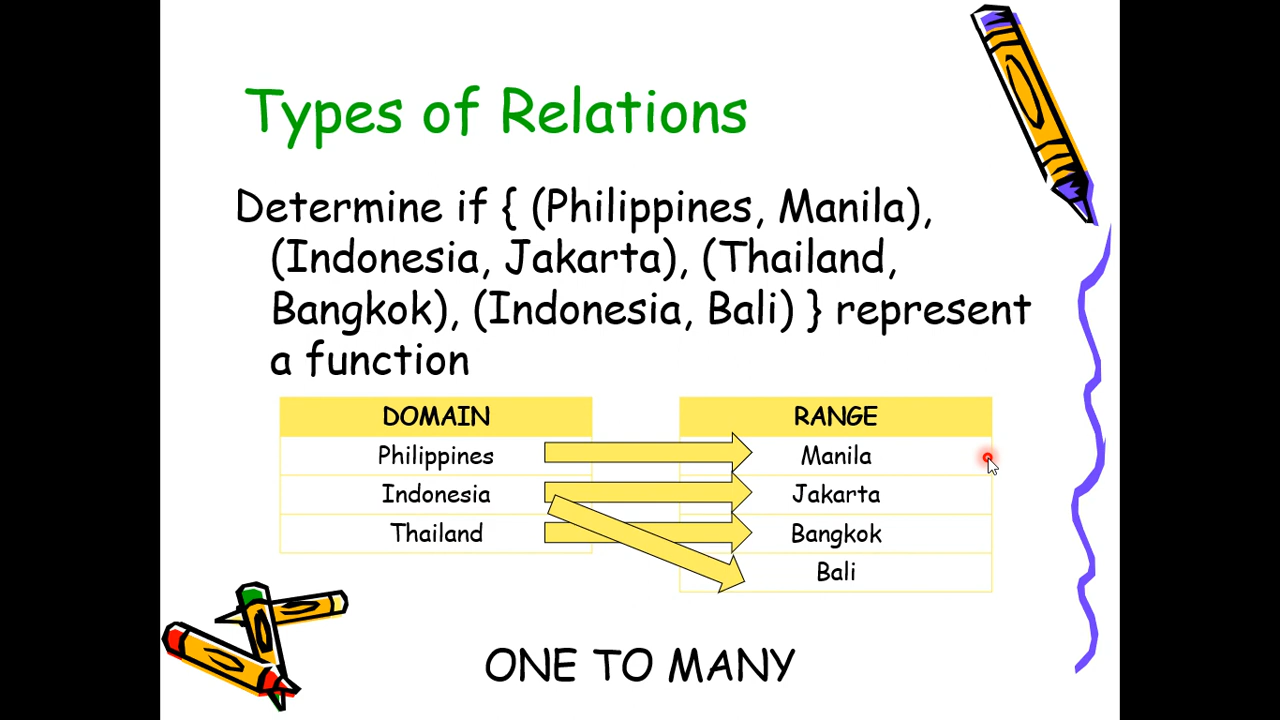 Types of Relations
Determine if { (Philippines, Manila),
(Indonesia, Jakarta), (Thailand,
Bangkok), (Indonesia, Bali) } represent
a function
DOMAIN RANGE
Philippines Manila
Indonesia Jakarta
Thailand Bangkok
Bali
ONE TO MANY